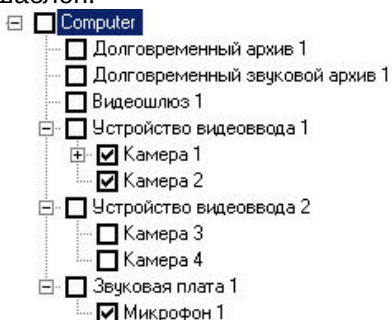 шаблон.
Computer
Долговременный архив 1
Долговременный звуковой архив 1
Видеошлюз 1
Устройство видеоввода 1
Камера 1
Камера 2
Устройство видеоввода 2
Камера 3
Камера 4
Звуковая плата 1
Микрофон 1